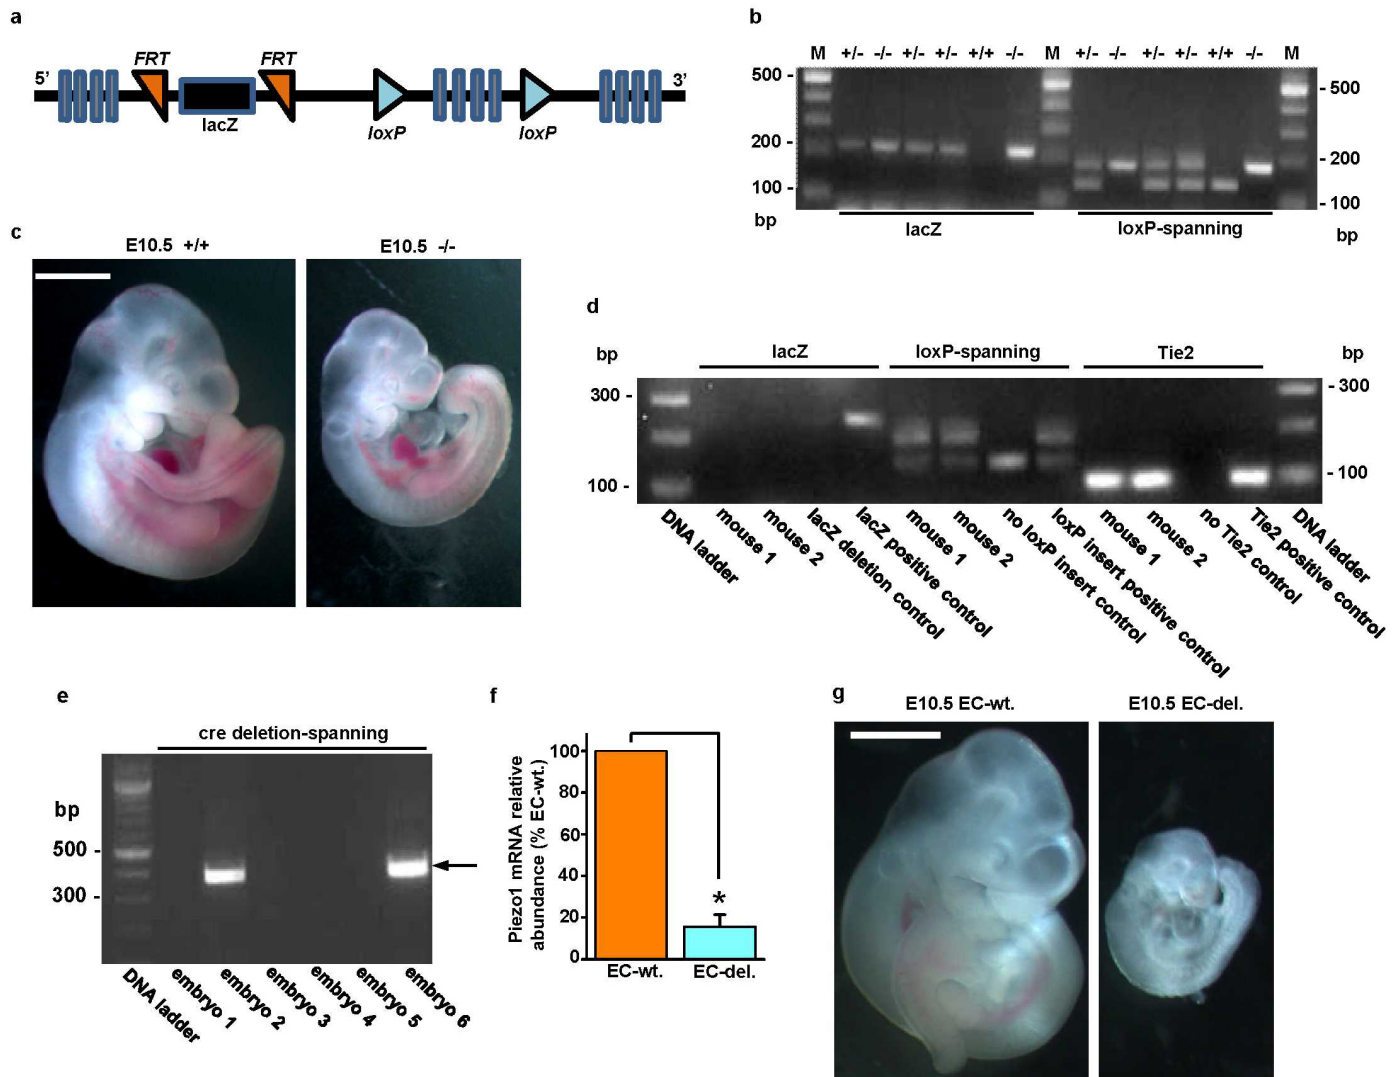 a
FRT FRT
5' 3'
lacZ
loxP loxP
b
M +/- -/- +/- +/- +/+ -/- M +/- -/- +/- +/- +/+ -/- M
500 - - 500
200 - - 200
100 - - 100
bp bp
lacZ loxP-spanning
c
E10.5 +/+ E10.5 -/-
d
bp bp
lacZ loxP-spanning Tie2
300 - - 300
100 - - 100
DNA ladder
mouse 1
mouse 2
lacZ deletion control
lacZ positive control
mouse 1
mouse 2
no loxP insert control
loxP insert positive control
mouse 1
mouse 2
no Tie2 control
Tie2 positive control
DNA ladder
e
cre deletion-spanning
bp
500 -
300 -
DNA ladder
embryo 1
embryo 2
embryo 3
embryo 4
embryo 5
embryo 6
f
Piezo1 mRNA relative
abundance (% EC-wt.)
100
80
60
40
20
0
*
EC-wt. EC-del.
g
E10.5 EC-wt. E10.5 EC-del.